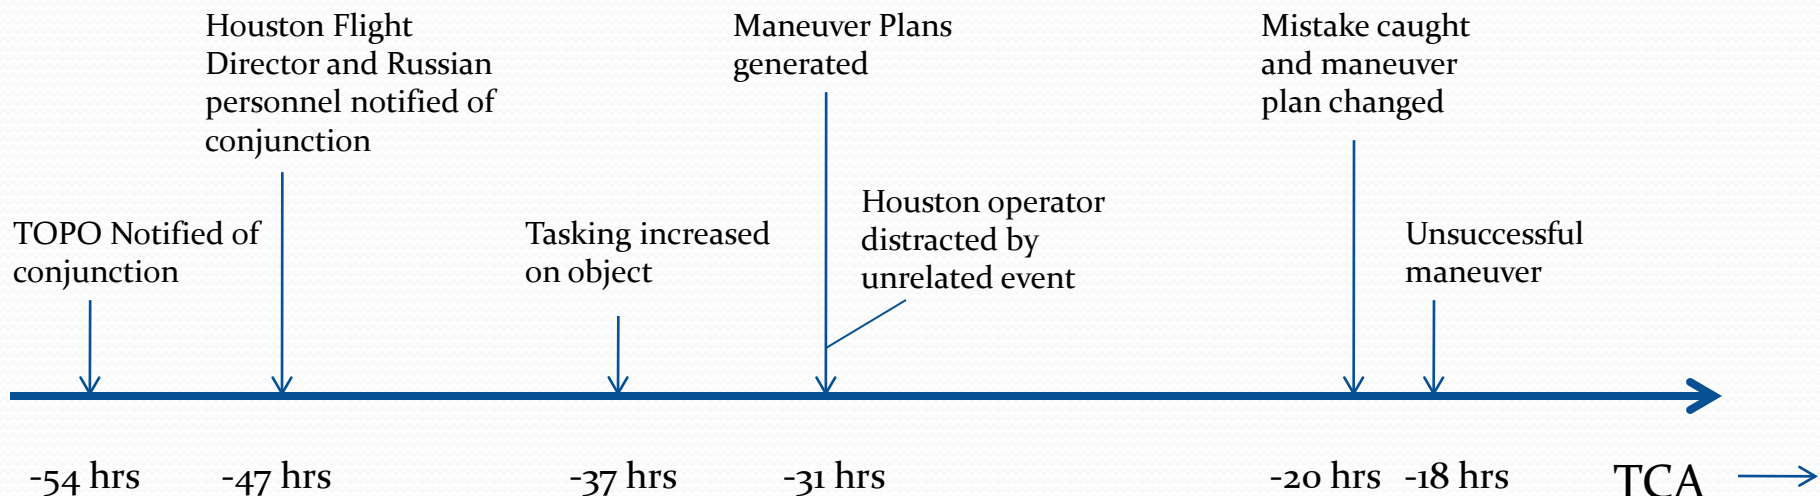 Houston Flight
Director and Russian
personnel notified of
conjunction
Maneuver Plans
generated
Mistake caught
and maneuver
plan changed
TOPO Notified of
conjunction
Tasking increased
on object
Houston operator
distracted by
unrelated event
Unsuccessful
maneuver
-54 hrs
-47 hrs
-37 hrs
-31 hrs
-20 hrs
-18 hrs
TCA